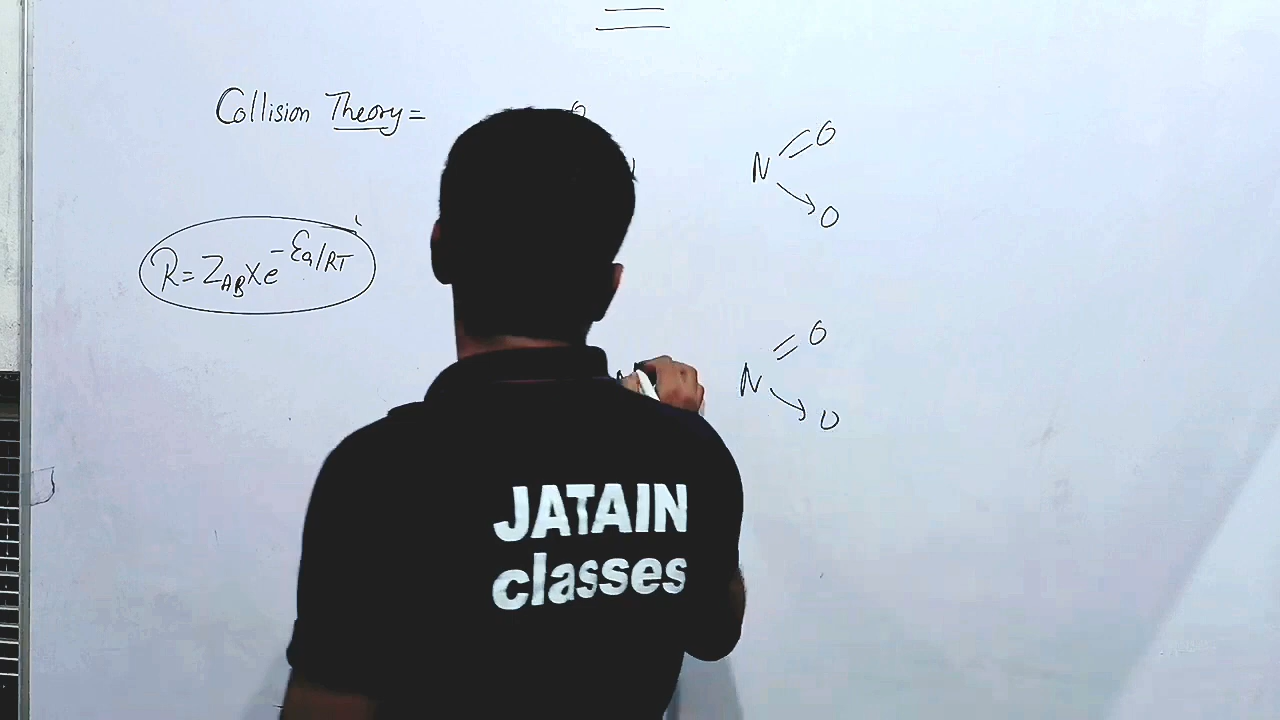 Collision Theory =
R = Z_AB x e^-Ea/RT
O
N
O
O
N
O
O
N
JATAIN
classes